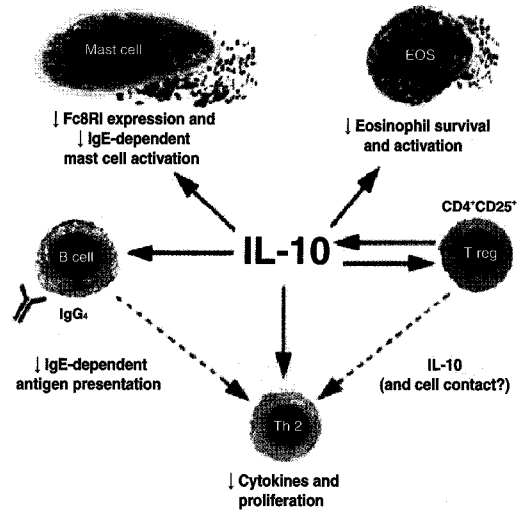 Mast cell
EOS
↓ Fc8RI expression and
↓ IgE-dependent
mast cell activation
↓ Eosinophil survival
and activation
CD4⁺CD25⁺
IL-10
B cell
T reg
IgG₄
↓ IgE-dependent
antigen presentation
IL-10
(and cell contact?)
Th 2
↓ Cytokines and
proliferation